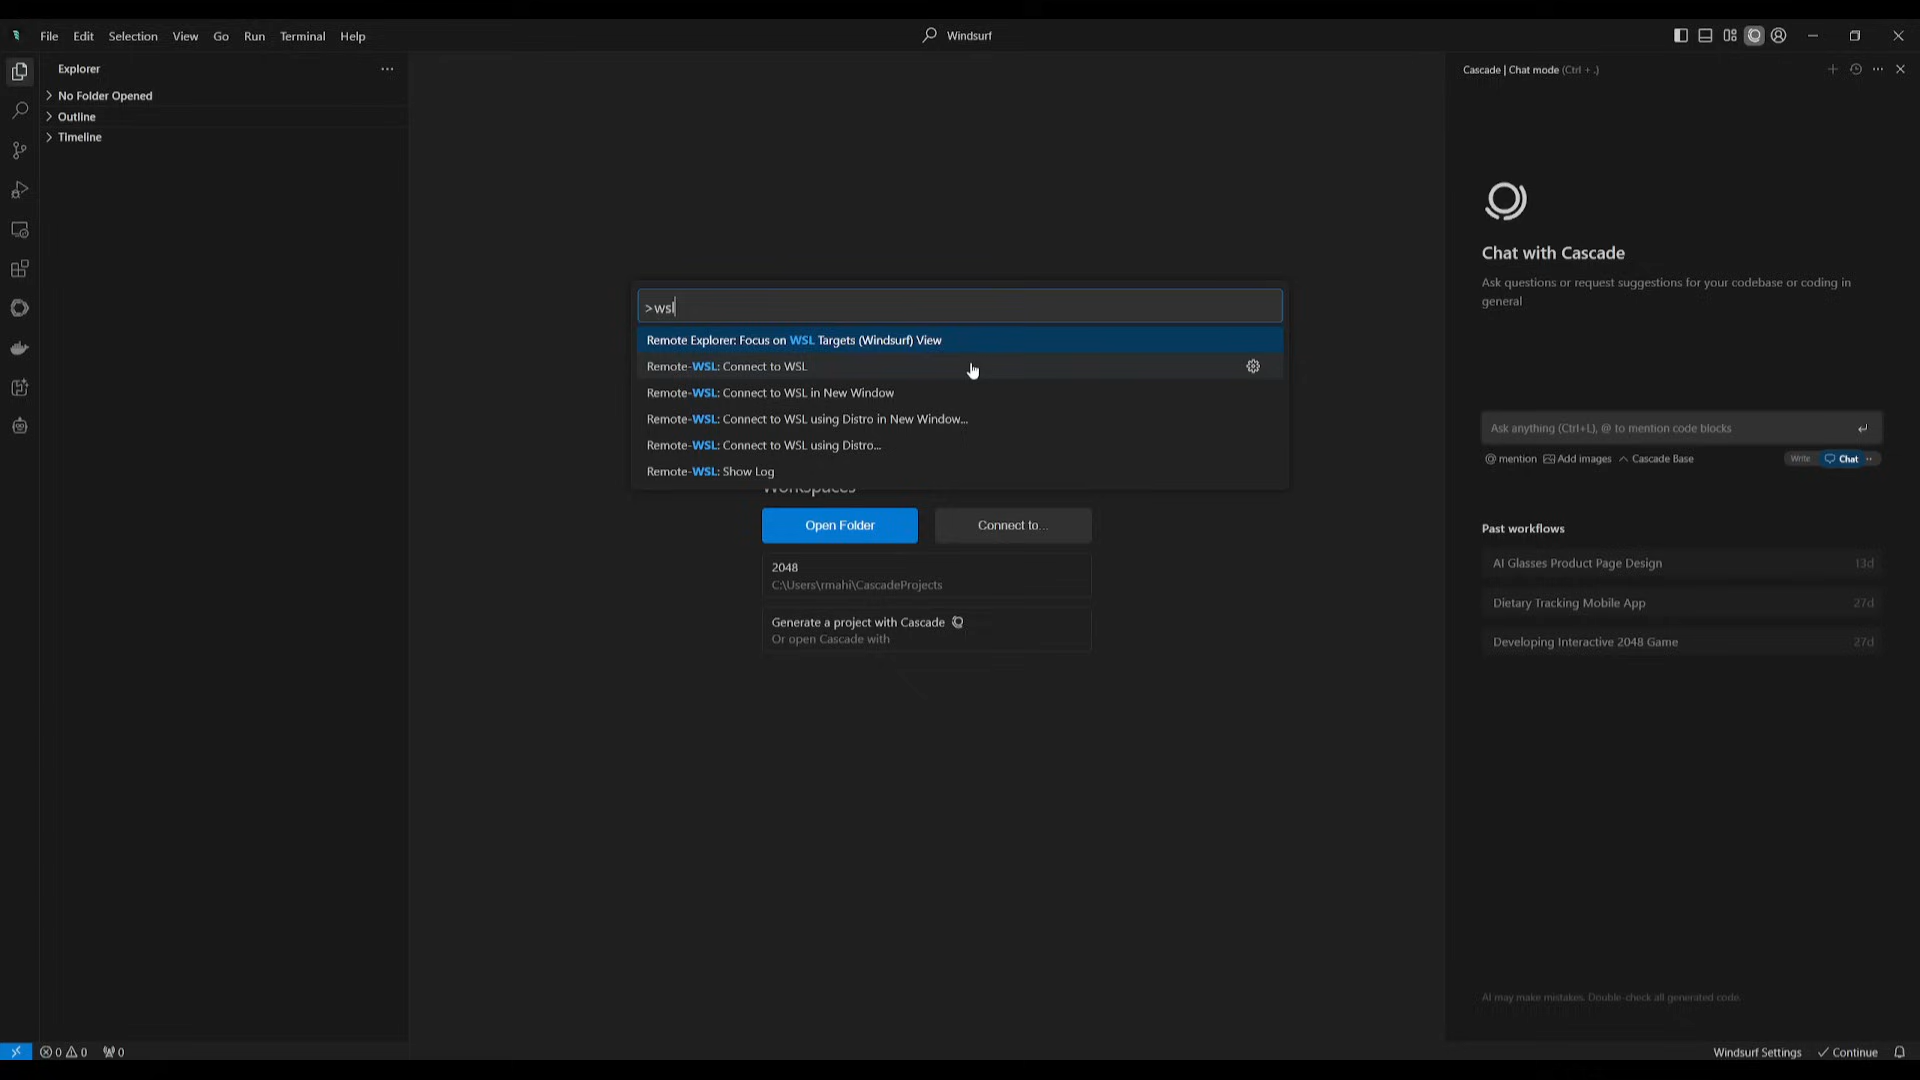 File Edit Selection View Go Run Terminal Help
Windsurf
Explorer
No Folder Opened
Outline
Timeline
>wsl
Remote Explorer: Focus on WSL Targets (Windsurf) View
Remote-WSL: Connect to WSL
Remote-WSL: Connect to WSL in New Window
Remote-WSL: Connect to WSL using Distro in New Window...
Remote-WSL: Connect to WSL using Distro...
Remote-WSL: Show Log
Workspaces
Open Folder
Connect to...
2048
C:\Users\rmahi\CascadeProjects
Generate a project with Cascade
Or open Cascade with
Cascade | Chat mode (Ctrl + .)
Chat with Cascade
Ask questions or request suggestions for your codebase or coding in
general
Ask anything (Ctrl+L), @ to mention code blocks
@ mention Add images Cascade Base
Write Chat
Past workflows
AI Glasses Product Page Design 13d
Dietary Tracking Mobile App 27d
Developing Interactive 2048 Game 27d
AI may make mistakes. Double-check all generated code.
0 0 0
Windsurf Settings Continue